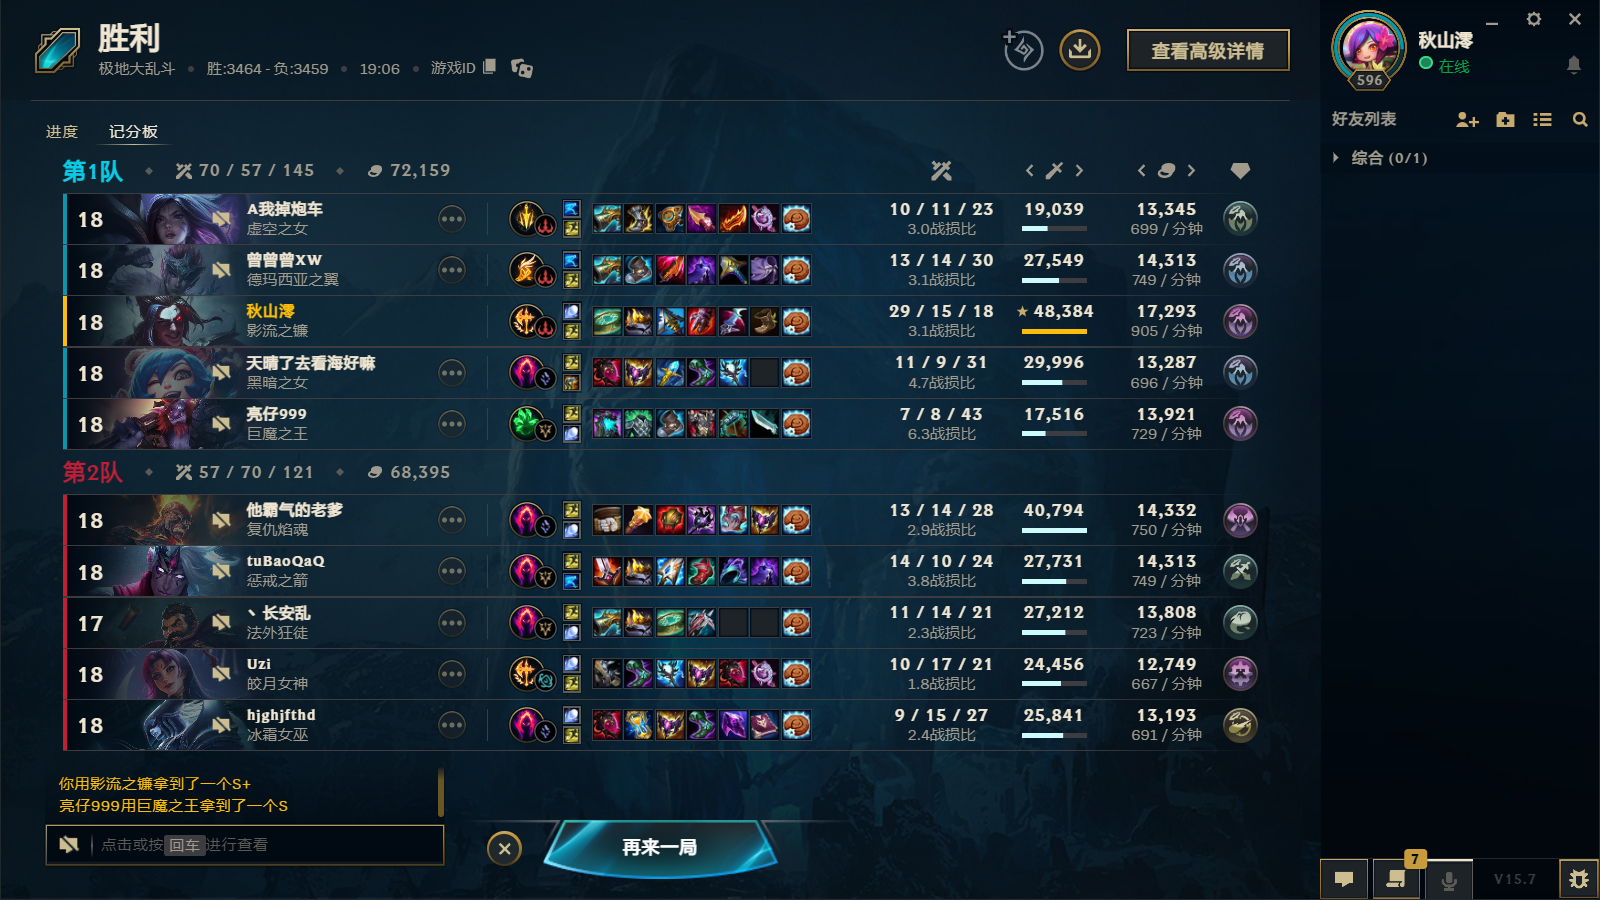 胜利
极地大乱斗 • 胜:3464 - 负:3459 • 19:06 • 游戏ID
查看高级详情
进度 记分板
第1队 70 / 57 / 145 72,159
18 A我掉炮车 虚空之女 10 / 11 / 23 3.0战损比 19,039 13,345 699 / 分钟
18 曾曾曾XW 德玛西亚之翼 13 / 14 / 30 3.1战损比 27,549 14,313 749 / 分钟
18 秋山澪 影流之镰 29 / 15 / 18 3.1战损比 48,384 17,293 905 / 分钟
18 天晴了去看海好嘛 黑暗之女 11 / 9 / 31 4.7战损比 29,996 13,287 696 / 分钟
18 亮仔999 巨魔之王 7 / 8 / 43 6.3战损比 17,516 13,921 729 / 分钟
第2队 57 / 70 / 121 68,395
18 他霸气的老爹 复仇焰魂 13 / 14 / 28 2.9战损比 40,794 14,332 750 / 分钟
18 tuBaoQaQ 惩戒之箭 14 / 10 / 24 3.8战损比 27,731 14,313 749 / 分钟
17 丶长安乱 法外狂徒 11 / 14 / 21 2.3战损比 27,212 13,808 723 / 分钟
18 Uzi 皎月女神 10 / 17 / 21 1.8战损比 24,456 12,749 667 / 分钟
18 hjghjfthd 冰霜女巫 9 / 15 / 27 2.4战损比 25,841 13,193 691 / 分钟
你用影流之镰拿到了一个S+
亮仔999用巨魔之王拿到了一个S
点击或按 回车 进行查看
再来一局
秋山澪
在线
596
好友列表
综合 (0/1)
7
V15.7